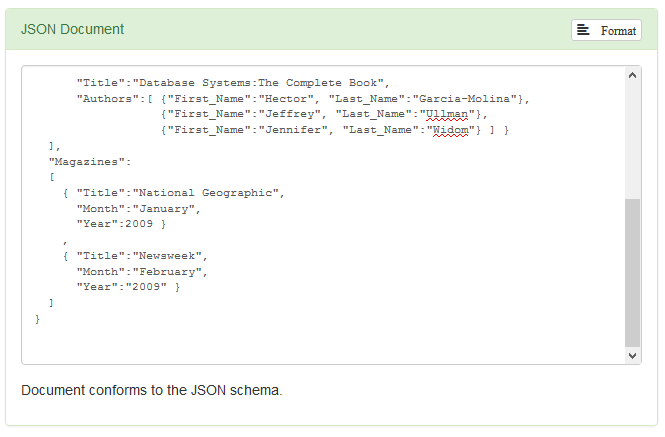 JSON Document
Format
"Title":"Database Systems:The Complete Book",
"Authors":[ {"First_Name":"Hector", "Last_Name":"Garcia-Molina"},
{"First_Name":"Jeffrey", "Last_Name":"Ullman"},
{"First_Name":"Jennifer", "Last_Name":"Widom"} ] }
],
"Magazines":
[
{ "Title":"National Geographic",
"Month":"January",
"Year":2009 }
,
{ "Title":"Newsweek",
"Month":"February",
"Year":"2009" }
]
}
Document conforms to the JSON schema.